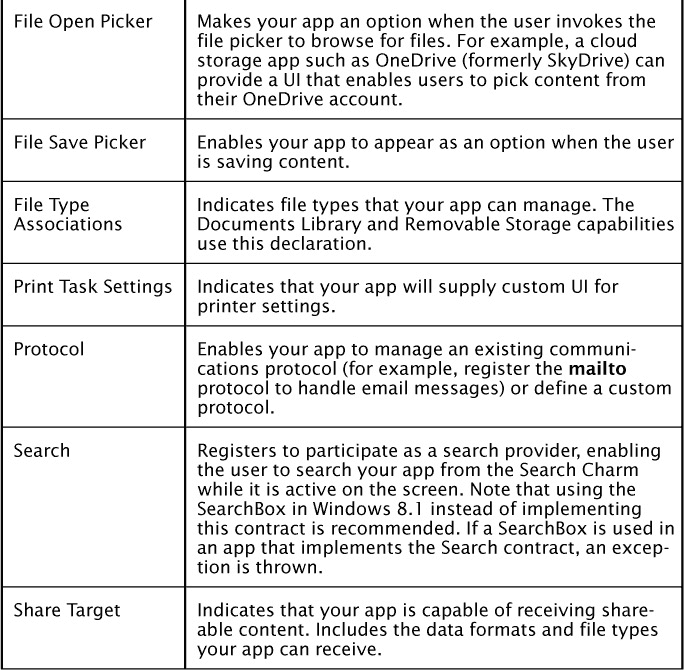 File Open Picker
Makes your app an option when the user invokes the
file picker to browse for files. For example, a cloud
storage app such as OneDrive (formerly SkyDrive) can
provide a UI that enables users to pick content from
their OneDrive account.
File Save Picker
Enables your app to appear as an option when the user
is saving content.
File Type
Associations
Indicates file types that your app can manage. The
Documents Library and Removable Storage capabilities
use this declaration.
Print Task Settings
Indicates that your app will supply custom UI for
printer settings.
Protocol
Enables your app to manage an existing communi-
cations protocol (for example, register the mailto
protocol to handle email messages) or define a custom
protocol.
Search
Registers to participate as a search provider, enabling
the user to search your app from the Search Charm
while it is active on the screen. Note that using the
SearchBox in Windows 8.1 instead of implementing
this contract is recommended. If a SearchBox is used in
an app that implements the Search contract, an excep-
tion is thrown.
Share Target
Indicates that your app is capable of receiving share-
able content. Includes the data formats and file types
your app can receive.